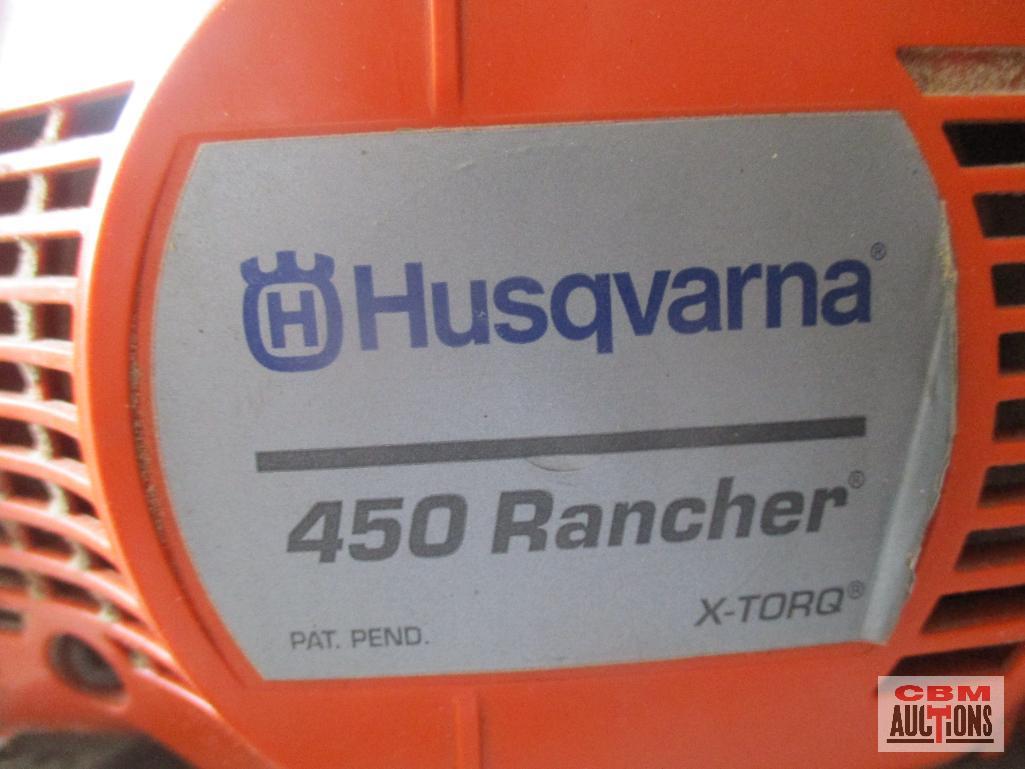 H Husqvarna®
450 Rancher®
X-TORQ®
PAT. PEND.
CBM
AUCTIONS